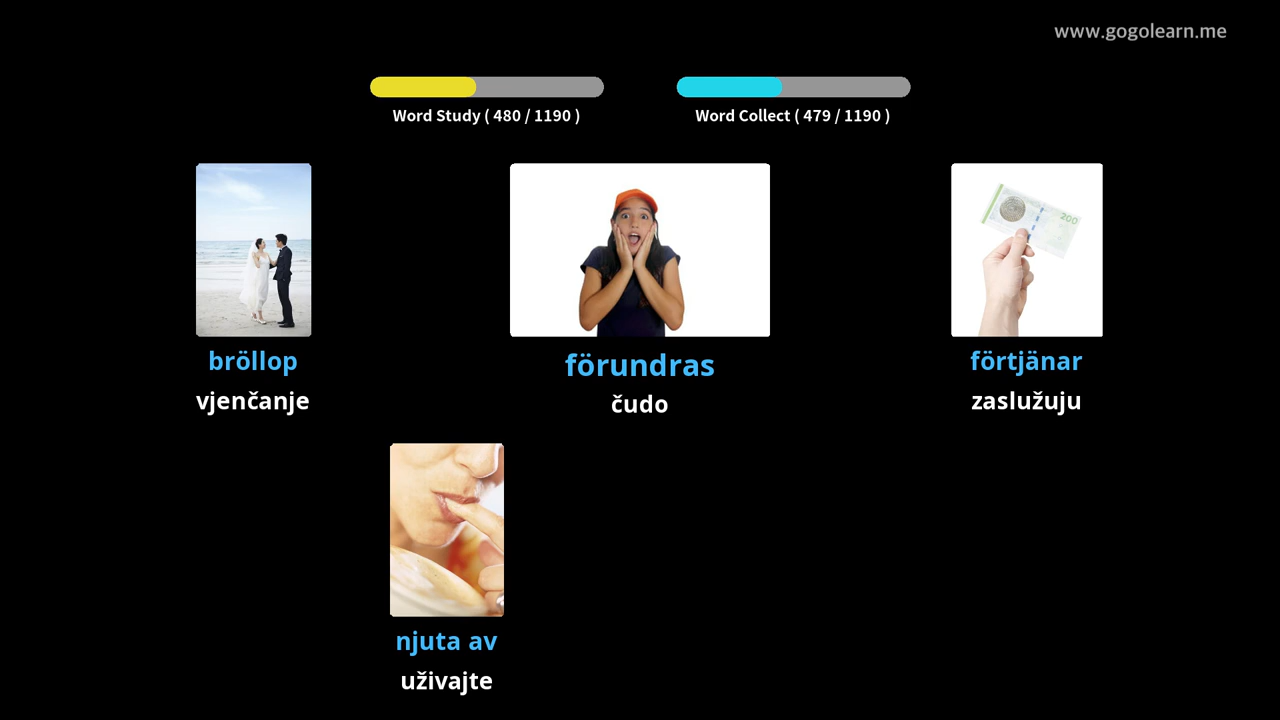 www.gogolearn.me
Word Study ( 480 / 1190 )
Word Collect ( 479 / 1190 )
200
bröllop
förundras
förtjänar
vjenčanje
čudo
zaslužuju
njuta av
uživajte